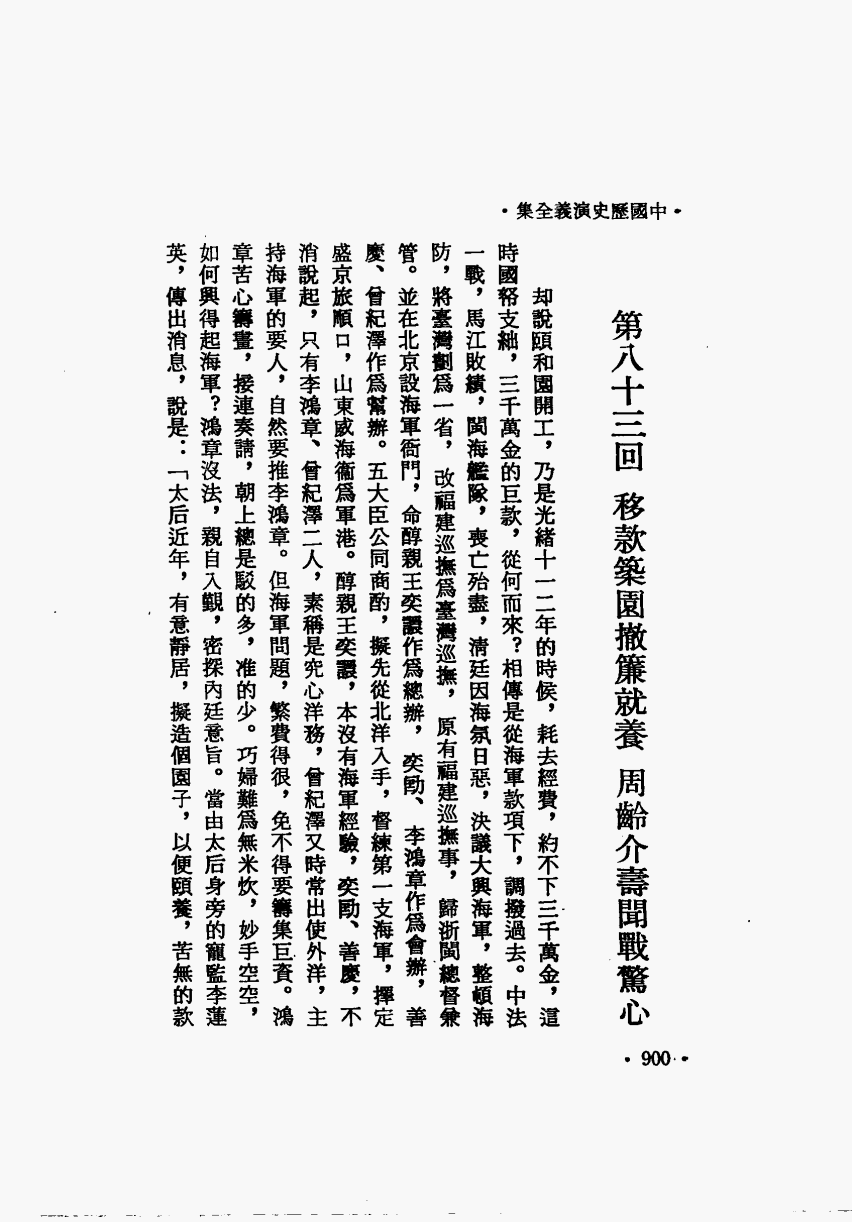 •中國歷史演義全集•
第八十三回 移款築園撤簾就養 周齡介壽聞戰驚心
却說頤和園開工，乃是光緒十一二年的時候，耗去經費，約不下三千萬金，這
時國帑支絀，三千萬金的巨款，從何而來？相傳是從海軍款項下，調撥過去。中法
一戰，馬江敗績，閩海艦隊，喪亡殆盡，清廷因海氛日惡，決議大興海軍，整頓海
防，將臺灣劃爲一省，改福建巡撫爲臺灣巡撫，原有福建巡撫事，歸浙閩總督兼
管。並在北京設海軍衙門，命醇親王奕譞作爲總辦，奕劻、李鴻章作爲會辦，善
慶、曾紀澤作爲幫辦。五大臣公同商酌，擬先從北洋入手，督練第一支海軍，擇定
盛京旅順口，山東威海衞爲軍港。醇親王奕譞，本沒有海軍經驗，奕劻、善慶，不
消說起，只有李鴻章、曾紀澤二人，素稱是究心洋務，曾紀澤又時常出使外洋，主
持海軍的要人，自然要推李鴻章。但海軍問題，繁費得很，免不得要籌集巨資。鴻
章苦心籌畫，接連奏請，朝上總是駁的多，准的少。巧婦難爲無米炊，妙手空空，
如何興得起海軍？鴻章沒法，親自入覲，密探內廷意旨。當由太后身旁的寵監李蓮
英，傳出消息，說是：「太后近年，有意靜居，擬造個園子，以便頤養，苦無的款
•900•